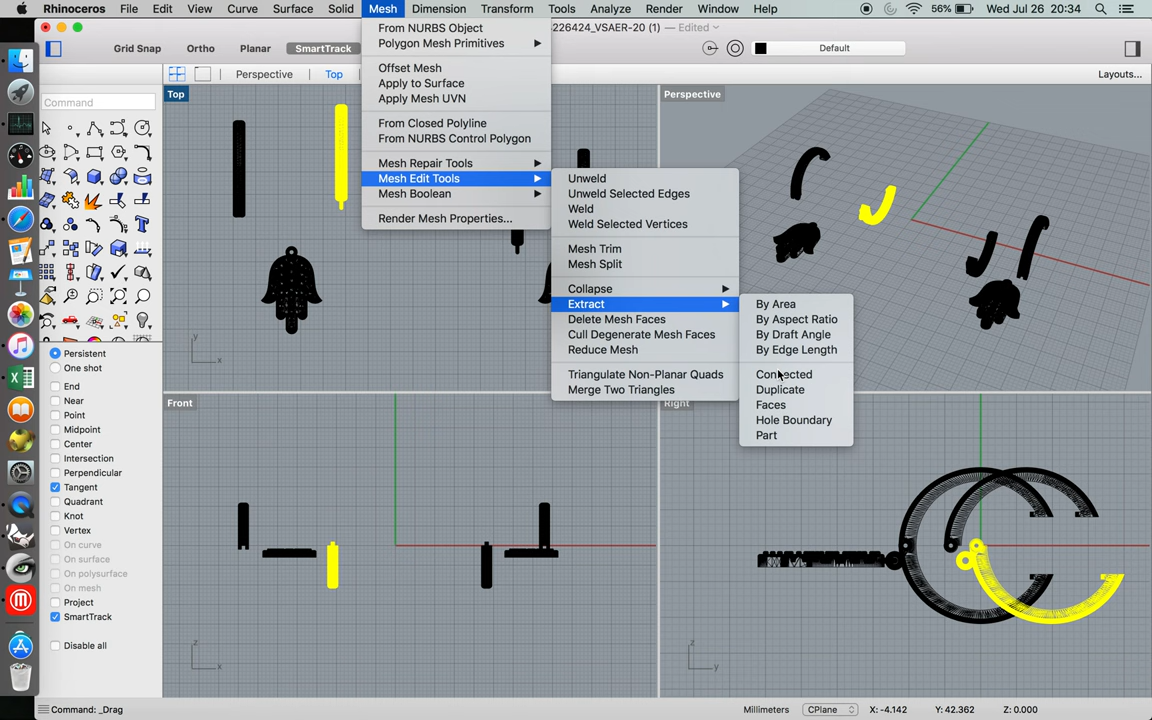 Rhinoceros File Edit View Curve Surface Solid Mesh Dimension Transform Tools Analyze Render Window Help 56% Wed Jul 26 20:34
226424_VSAER-20 (1) — Edited
Grid Snap Ortho Planar SmartTrack Default
Perspective Top Layouts...
Command
Top
Perspective
Front
Right
From NURBS Object
Polygon Mesh Primitives
Offset Mesh
Apply to Surface
Apply Mesh UVN
From Closed Polyline
From NURBS Control Polygon
Mesh Repair Tools
Mesh Edit Tools
Mesh Boolean
Render Mesh Properties...
Unweld
Unweld Selected Edges
Weld
Weld Selected Vertices
Mesh Trim
Mesh Split
Collapse
Extract
Delete Mesh Faces
Cull Degenerate Mesh Faces
Reduce Mesh
Triangulate Non-Planar Quads
Merge Two Triangles
By Area
By Aspect Ratio
By Draft Angle
By Edge Length
Connected
Duplicate
Faces
Hole Boundary
Part
Persistent
One shot
End
Near
Point
Midpoint
Center
Intersection
Perpendicular
Tangent
Quadrant
Knot
Vertex
On curve
On surface
On polysurface
On mesh
Project
SmartTrack
Disable all
y
x
z
x
z
y
Command: _Drag Millimeters CPlane X: -4.142 Y: 42.362 Z: 0.000